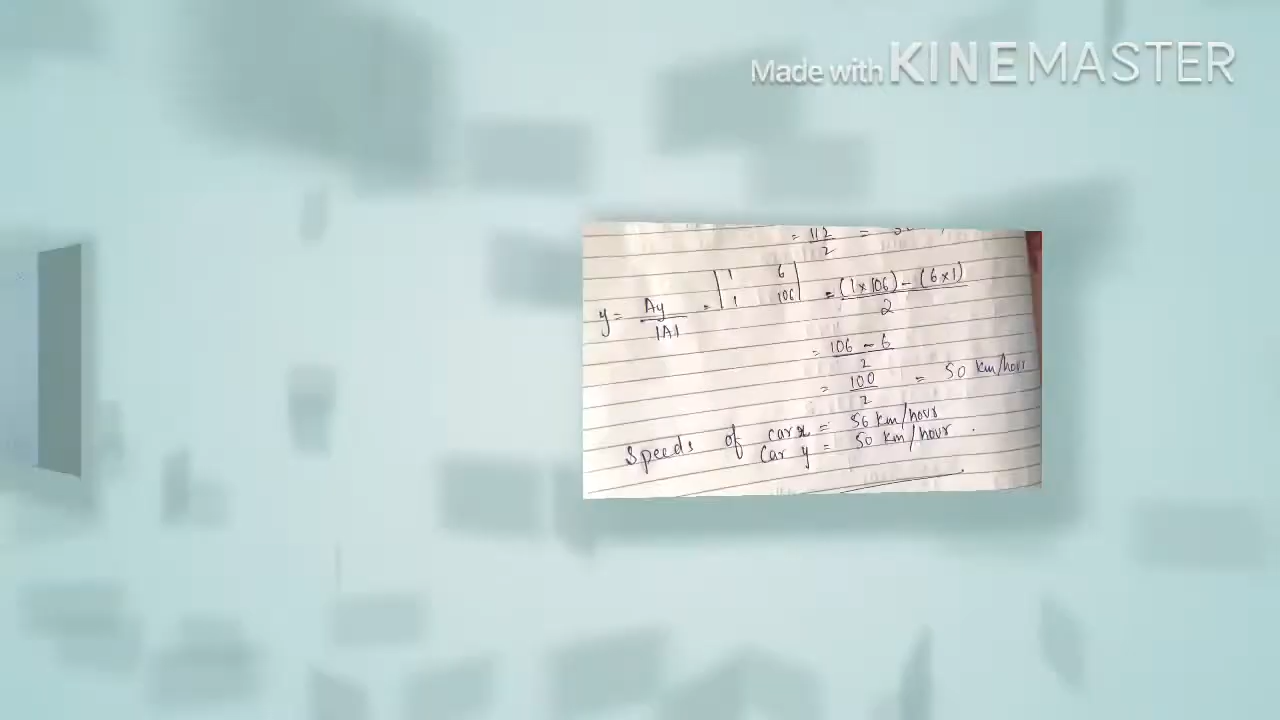 Made with KINEMASTER
= 112/2 =
y = Ay/|A| = |1 6| = (1×106) - (6×1)/2
|1 106|
= 106 - 6/2
= 100/2 = 50 km/hour
Speeds of car x = 56 km/hour
Car y = 50 km/hour.